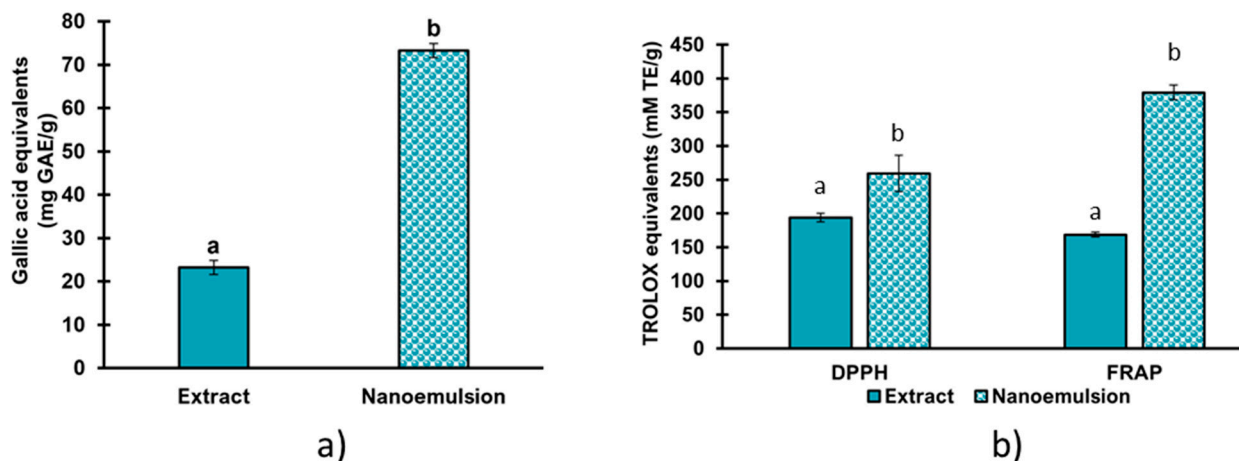 Gallic acid equivalents
(mg GAE/g)
80
70
60
50
40
30
20
10
0
a
b
Extract
Nanoemulsion
a)
TROLOX equivalents (mM TE/g)
450
400
350
300
250
200
150
100
50
0
a
b
a
b
DPPH
FRAP
Extract
Nanoemulsion
b)